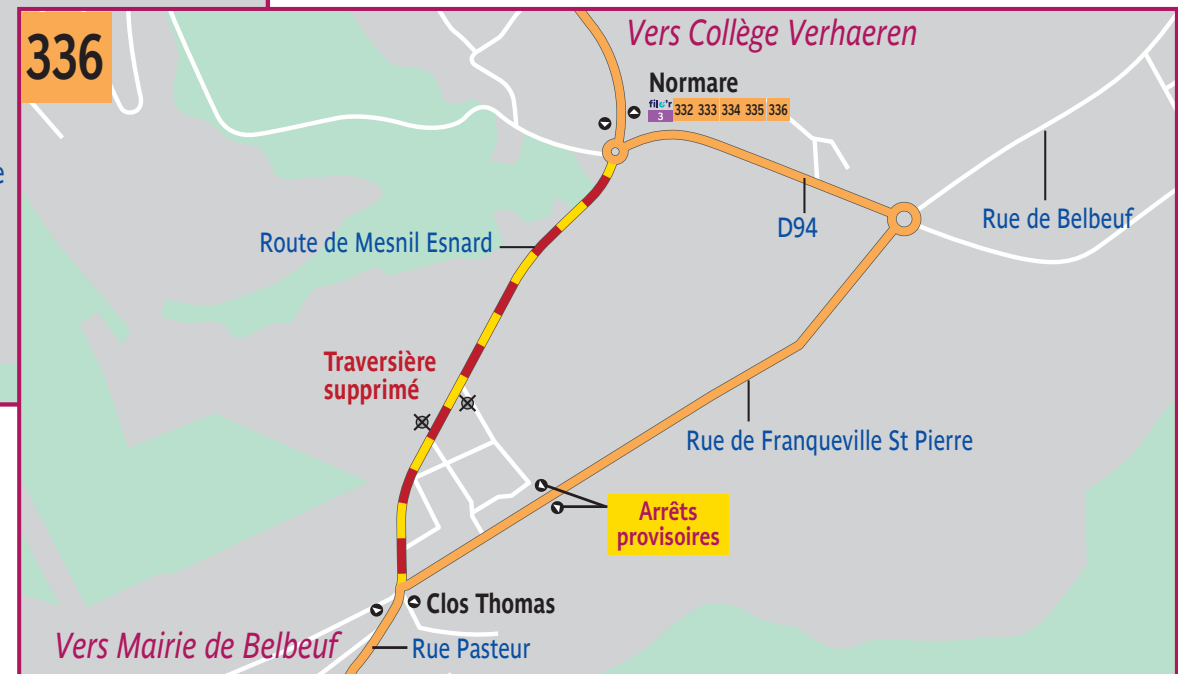 336
Vers Collège Verhaeren
Normare
filo'r
3
332 333 334 335 336
e
Route de Mesnil Esnard
D94
Rue de Belbeuf
Traversière
supprimé
Rue de Franqueville St Pierre
Arrêts
provisoires
Clos Thomas
Vers Mairie de Belbeuf
Rue Pasteur